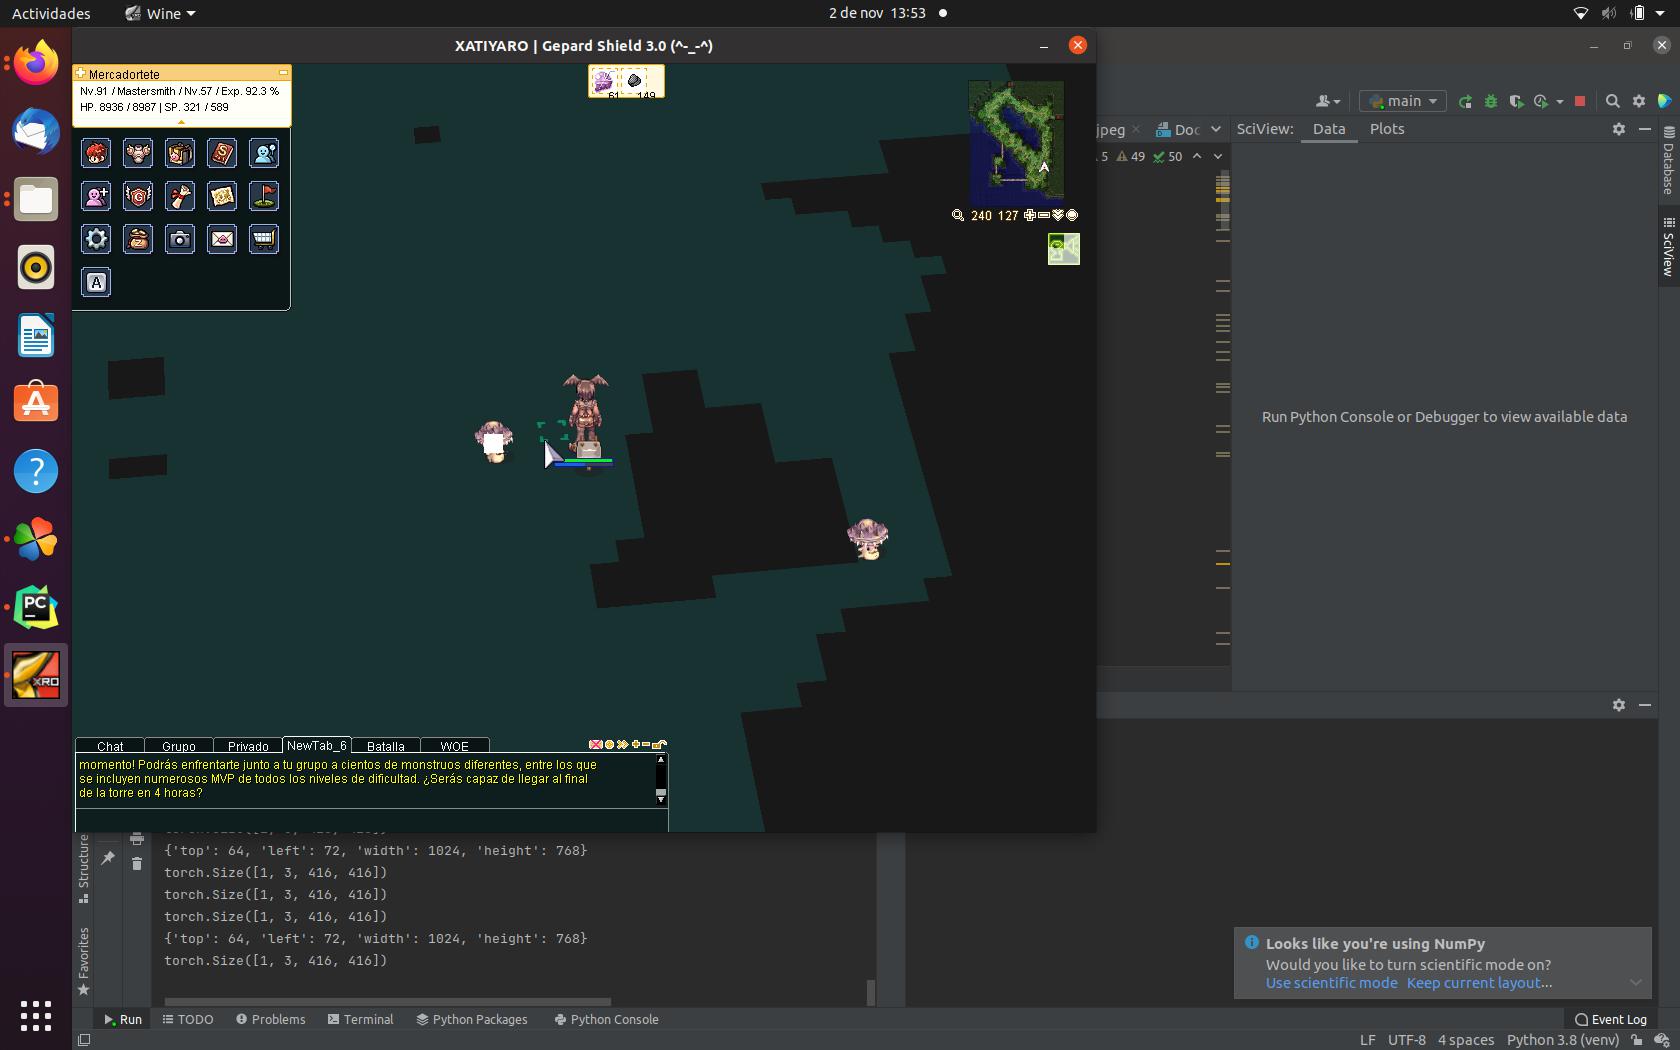 Actividades
Wine
2 de nov 13:53
XATIYARO | Gepard Shield 3.0 (^-_-^)
Mercadortete
Nv.91 / Mastersmith / Nv.57 / Exp. 92.3 %
HP. 8936 / 8987 | SP. 321 / 589
61
149
A
240 127
main
jpeg
Doc
SciView:
Data
Plots
5
49
50
Database
SciView
Run Python Console or Debugger to view available data
PC
XRO
Chat
Grupo
Privado
NewTab_6
Batalla
WOE
momento! Podrás enfrentarte junto a tu grupo a cientos de monstruos diferentes, entre los que
se incluyen numerosos MVP de todos los niveles de dificultad. ¿Serás capaz de llegar al final
de la torre en 4 horas?
{'top': 64, 'left': 72, 'width': 1024, 'height': 768}
torch.Size([1, 3, 416, 416])
torch.Size([1, 3, 416, 416])
torch.Size([1, 3, 416, 416])
{'top': 64, 'left': 72, 'width': 1024, 'height': 768}
torch.Size([1, 3, 416, 416])
Structure
Favorites
Looks like you're using NumPy
Would you like to turn scientific mode on?
Use scientific mode Keep current layout...
Run
TODO
Problems
Terminal
Python Packages
Python Console
Event Log
LF
UTF-8
4 spaces
Python 3.8 (venv)